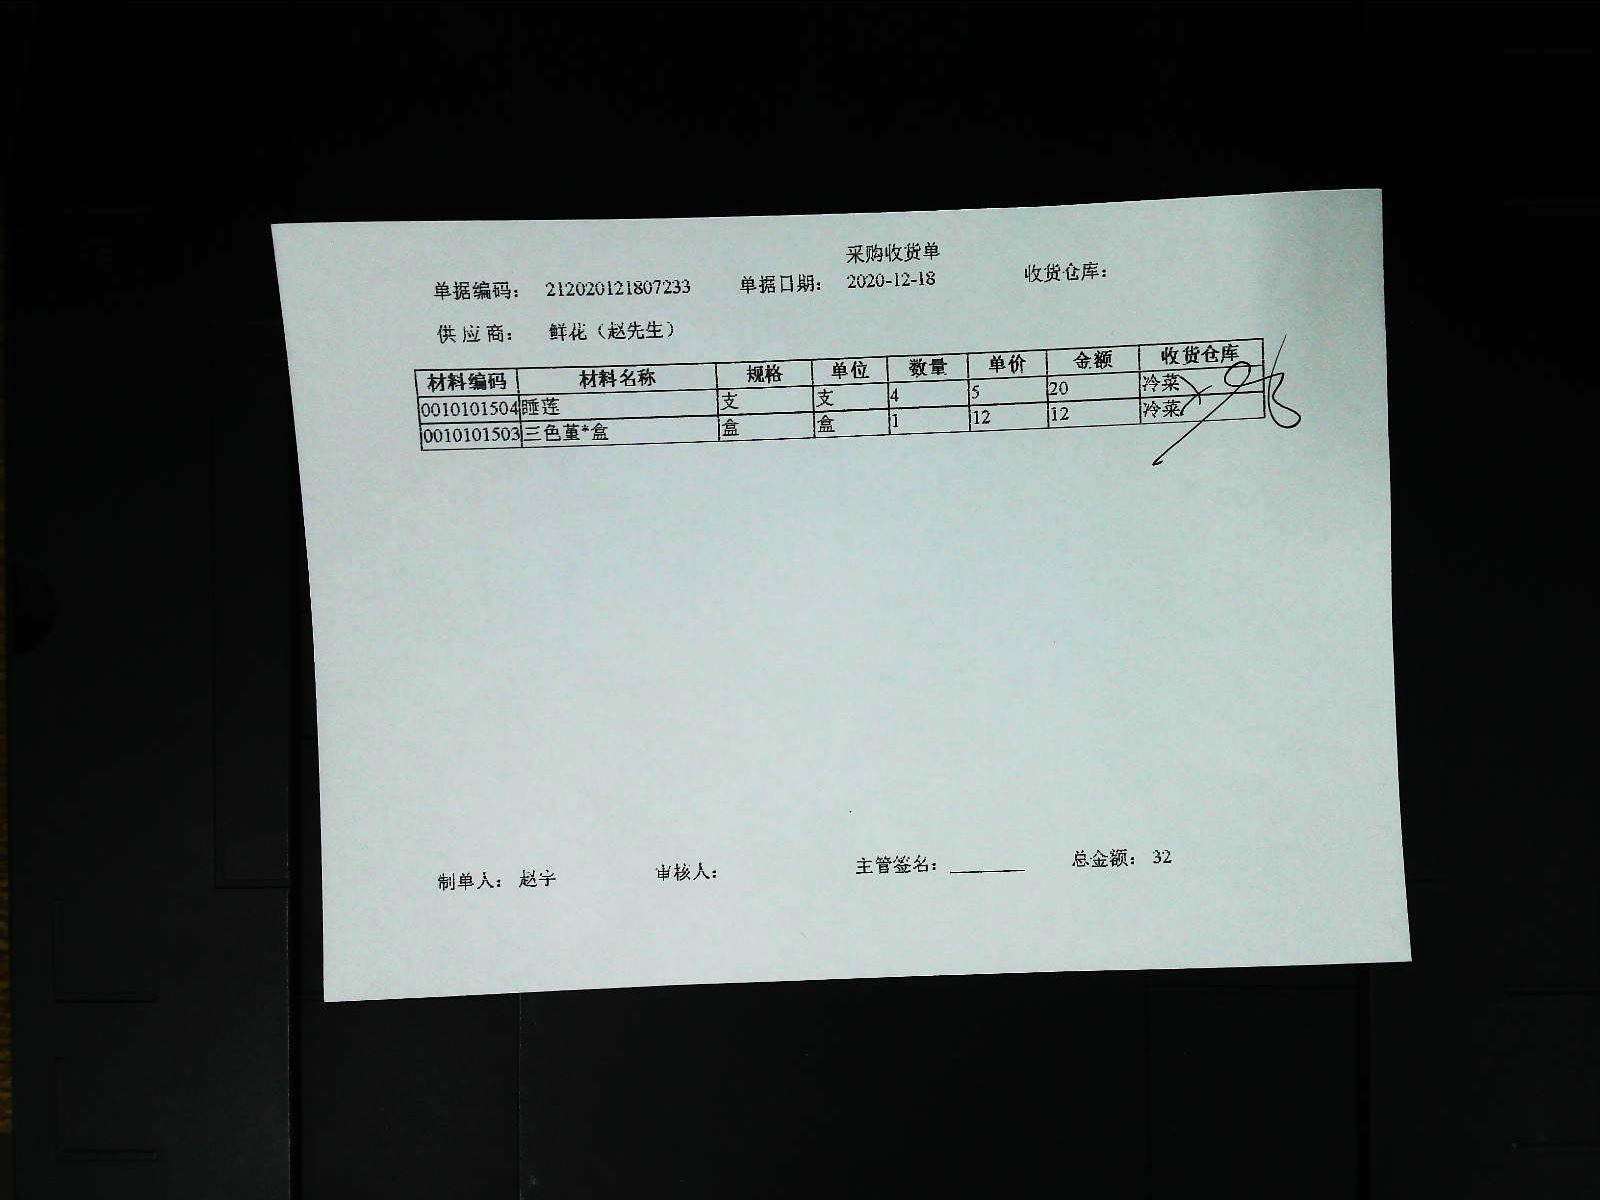 采购收货单
单据编码： 212020121807233 单据日期： 2020-12-18 收货仓库：
供应商： 鲜花（赵先生）
材料编码 材料名称 规格 单位 数量 单价 金额 收货仓库
0010101504 睡莲 支 支 4 5 20 冷菜
0010101503 三色堇*盒 盒 盒 1 12 12 冷菜
制单人： 赵宇 审核人： 主管签名： 总金额： 32